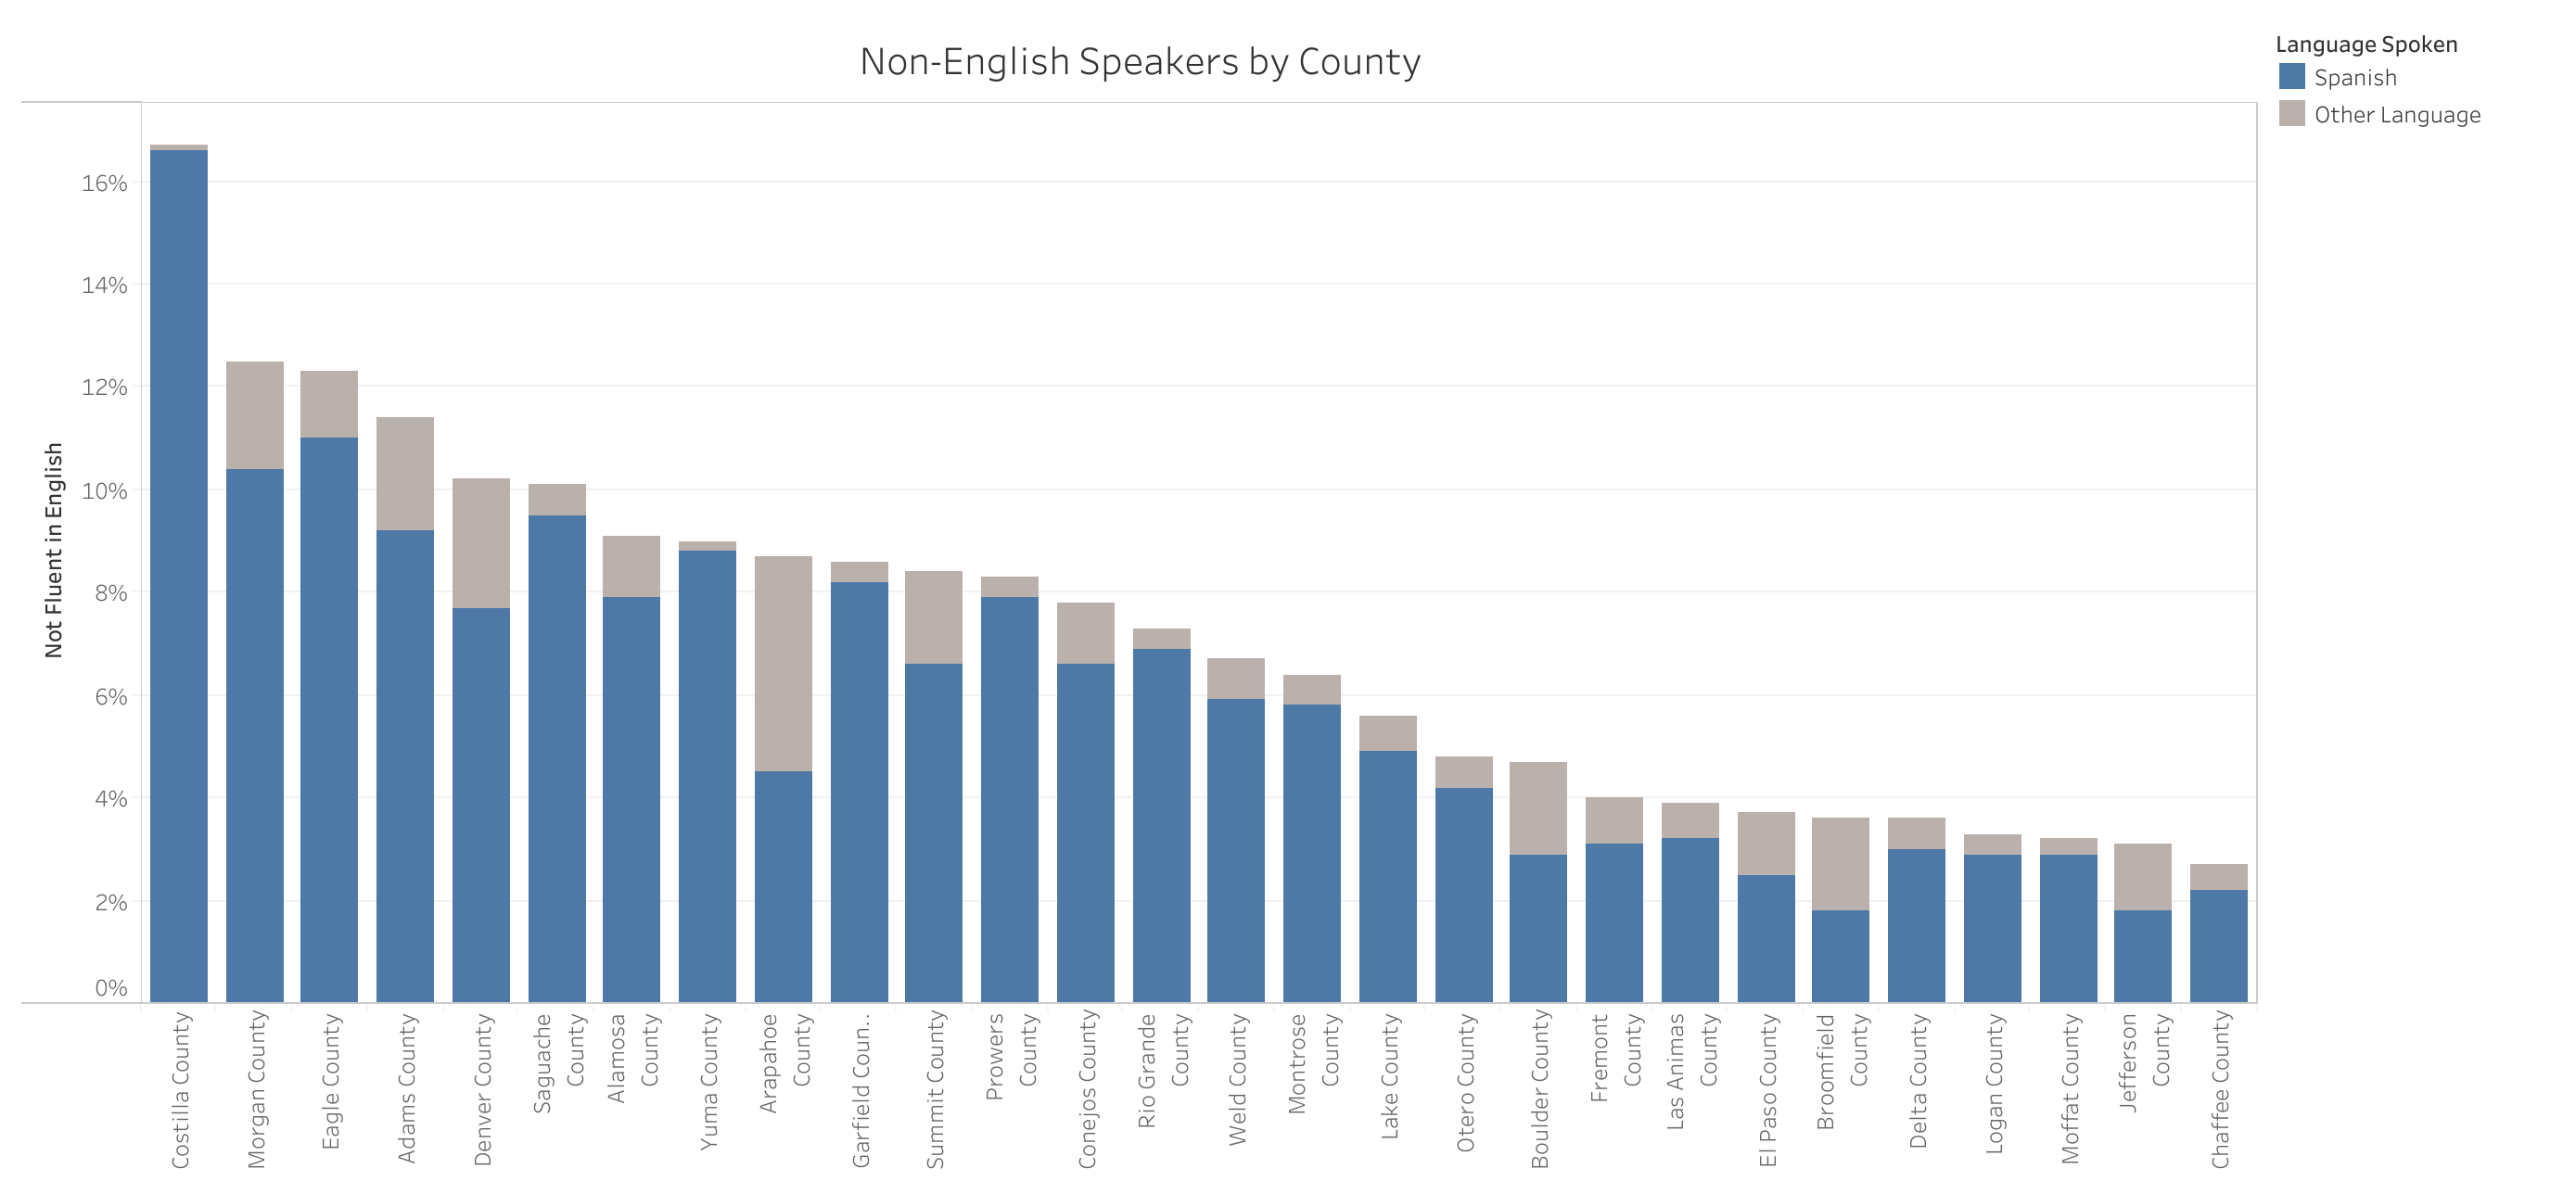 Non-English Speakers by County
Language Spoken
Spanish
Other Language
Not Fluent in English
16%
14%
12%
10%
8%
6%
4%
2%
0%
Costilla County
Morgan County
Eagle County
Adams County
Denver County
Saguache
County
Alamosa
County
Yuma County
Arapahoe
County
Garfield Coun..
Summit County
Prowers
County
Conejos County
Rio Grande
County
Weld County
Montrose
County
Lake County
Otero County
Boulder County
Fremont
County
Las Animas
County
El Paso County
Broomfield
County
Delta County
Logan County
Moffat County
Jefferson
County
Chaffee County